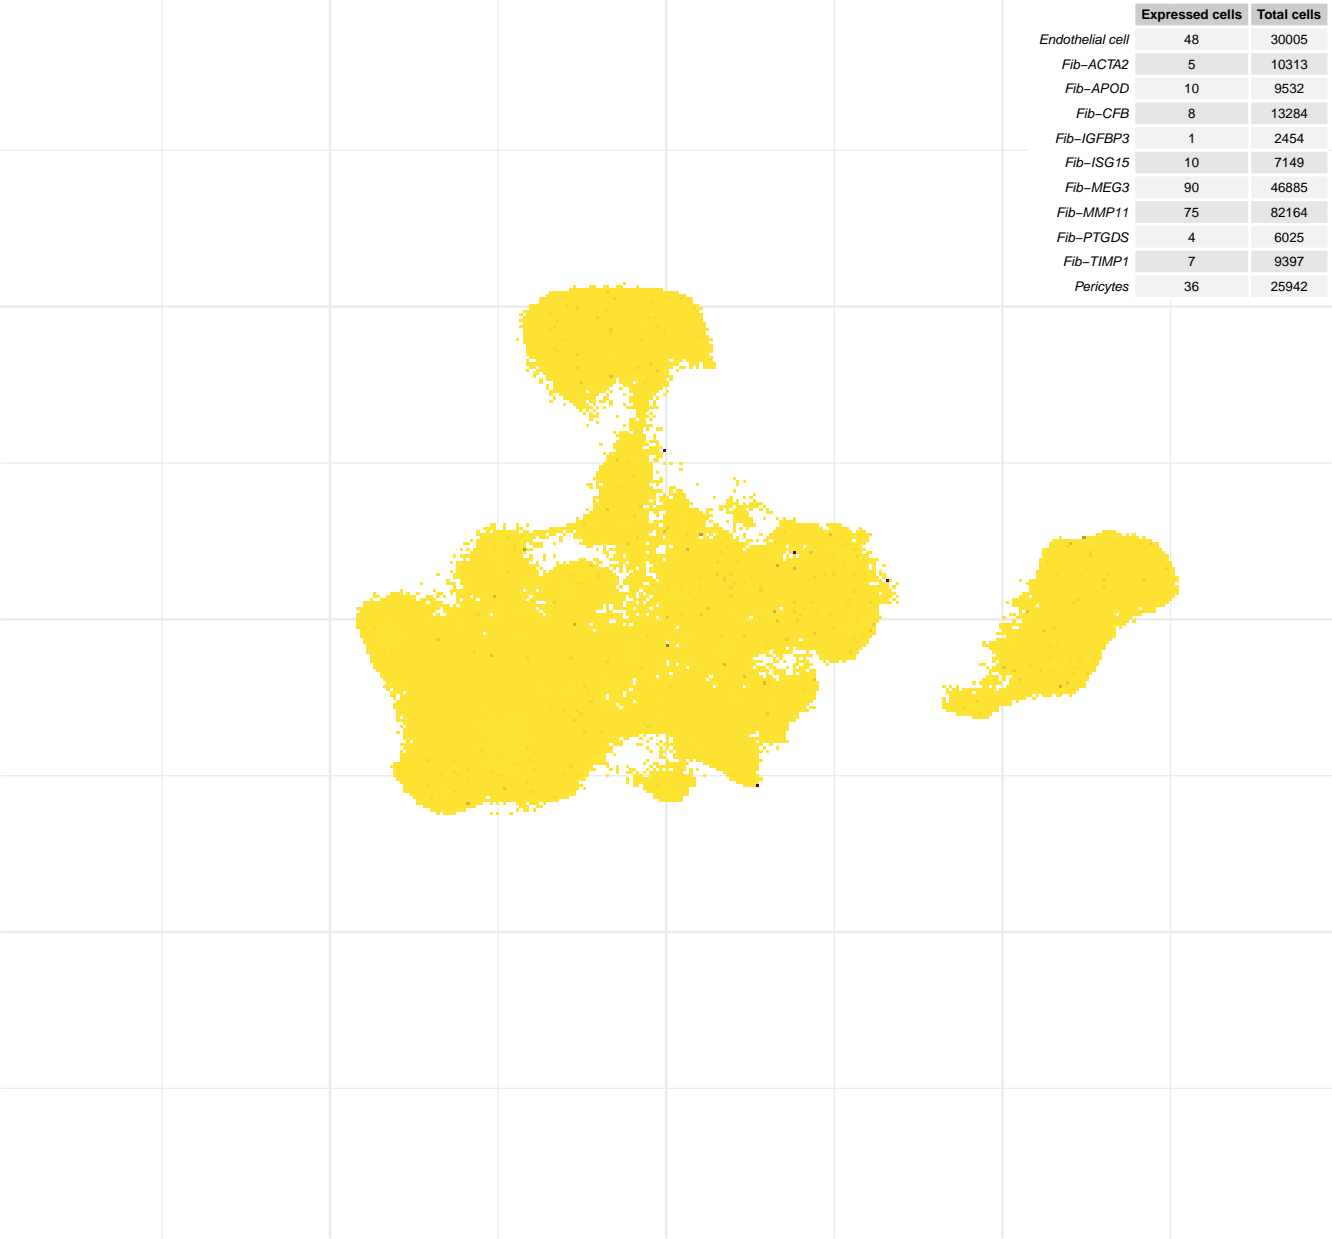 Expressed cells Total cells
Endothelial cell 48 30005
Fib−ACTA2 5 10313
Fib−APOD 10 9532
Fib−CFB 8 13284
Fib−IGFBP3 1 2454
Fib−ISG15 10 7149
Fib−MEG3 90 46885
Fib−MMP11 75 82164
Fib−PTGDS 4 6025
Fib−TIMP1 7 9397
Pericytes 36 25942